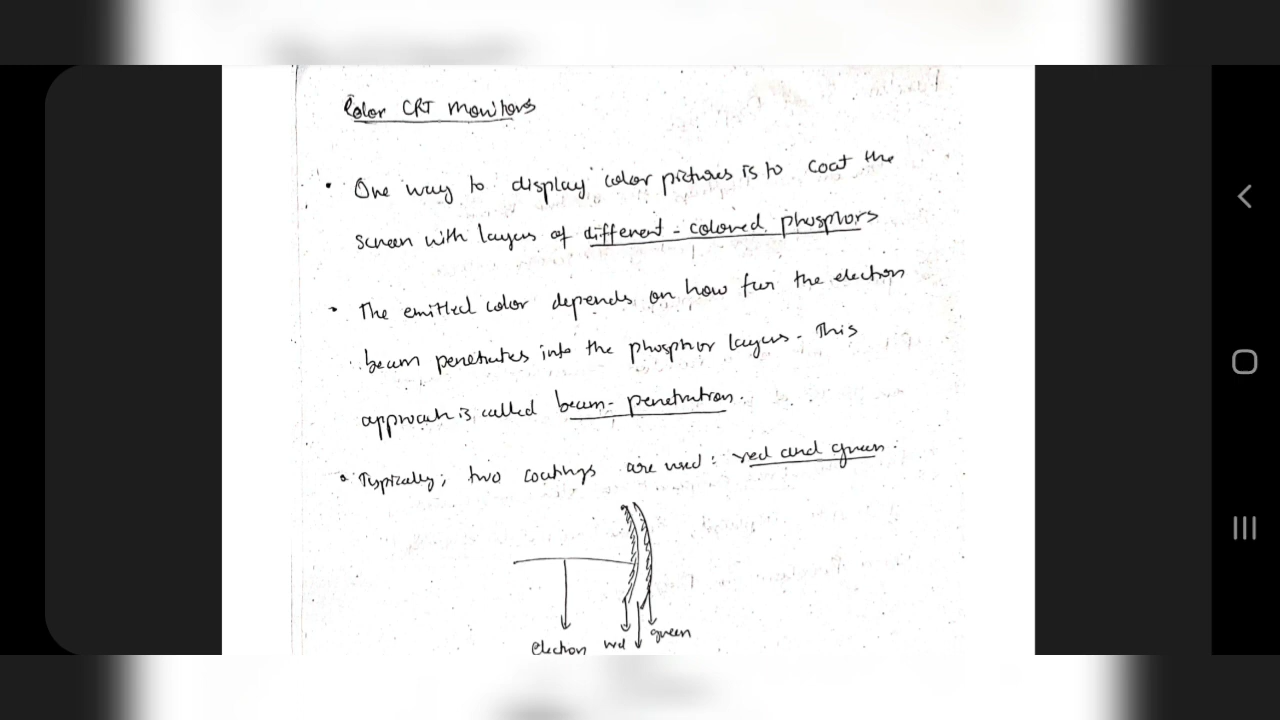 Color CRT Monitors
• One way to display color pictures is to coat the
screen with layers of different-colored phosphors
• The emitted color depends on how far the electron
beam penetrates into the phosphor layers. This
approach is called beam-penetration.
• Typically; two coatings are used: red and green.
electron red green